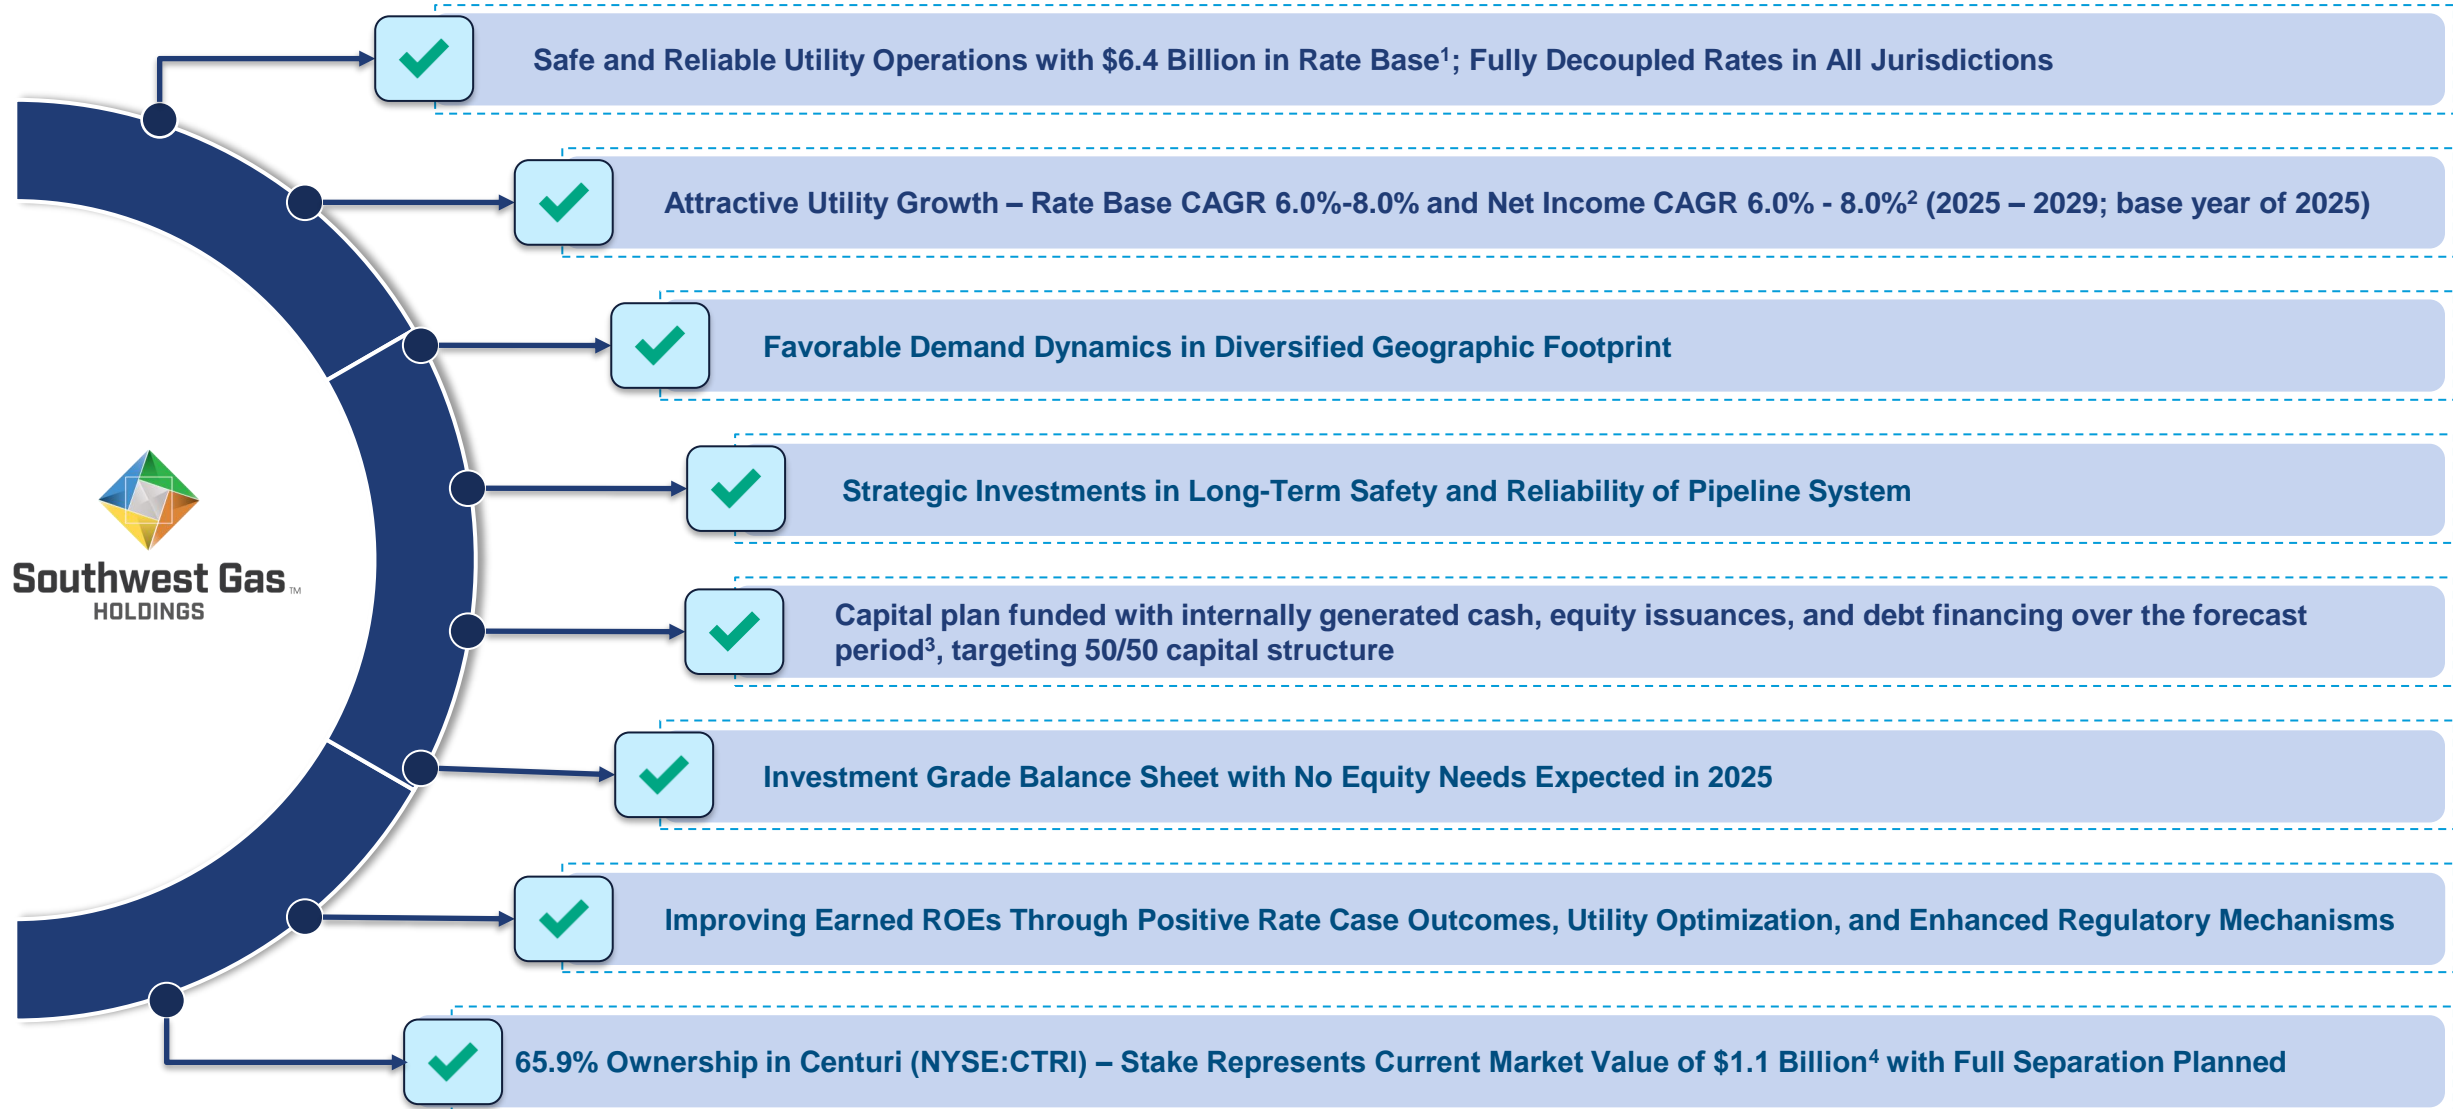 Safe and Reliable Utility Operations with $6.4 Billion in Rate Base¹; Fully Decoupled Rates in All Jurisdictions
Attractive Utility Growth – Rate Base CAGR 6.0%-8.0% and Net Income CAGR 6.0% - 8.0%² (2025 – 2029; base year of 2025)
Favorable Demand Dynamics in Diversified Geographic Footprint
Strategic Investments in Long-Term Safety and Reliability of Pipeline System
Southwest Gas™
HOLDINGS
Capital plan funded with internally generated cash, equity issuances, and debt financing over the forecast
period³, targeting 50/50 capital structure
Investment Grade Balance Sheet with No Equity Needs Expected in 2025
Improving Earned ROEs Through Positive Rate Case Outcomes, Utility Optimization, and Enhanced Regulatory Mechanisms
65.9% Ownership in Centuri (NYSE:CTRI) – Stake Represents Current Market Value of $1.1 Billion⁴ with Full Separation Planned